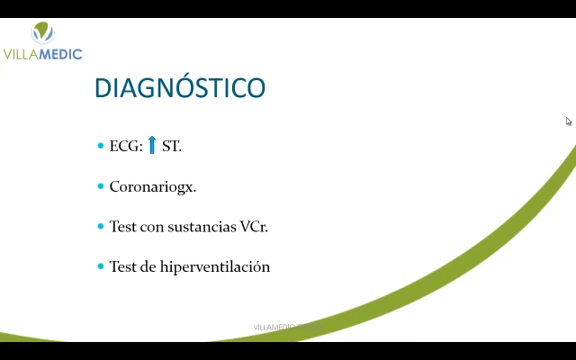 VILLAMEDIC
DIAGNÓSTICO
• ECG: ⬆ ST.
• Coronariogx.
• Test con sustancias VCr.
• Test de hiperventilación
VILLAMEDIC